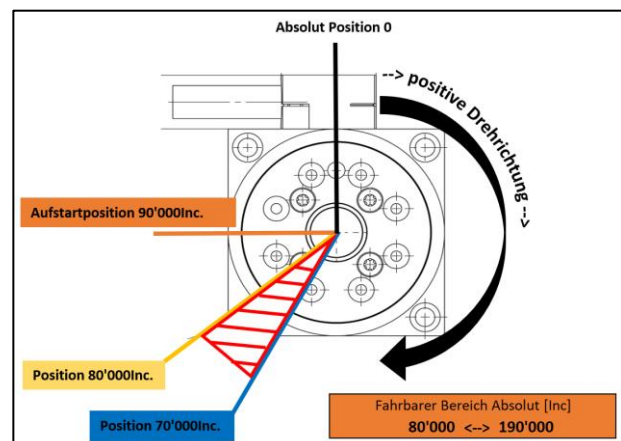 Absolut Position 0
--> positive Drehrichtung -->
Aufstartposition 90'000Inc.
Position 80'000Inc.
Position 70'000Inc.
Fahrbarer Bereich Absolut [Inc]
80'000 <--> 190'000